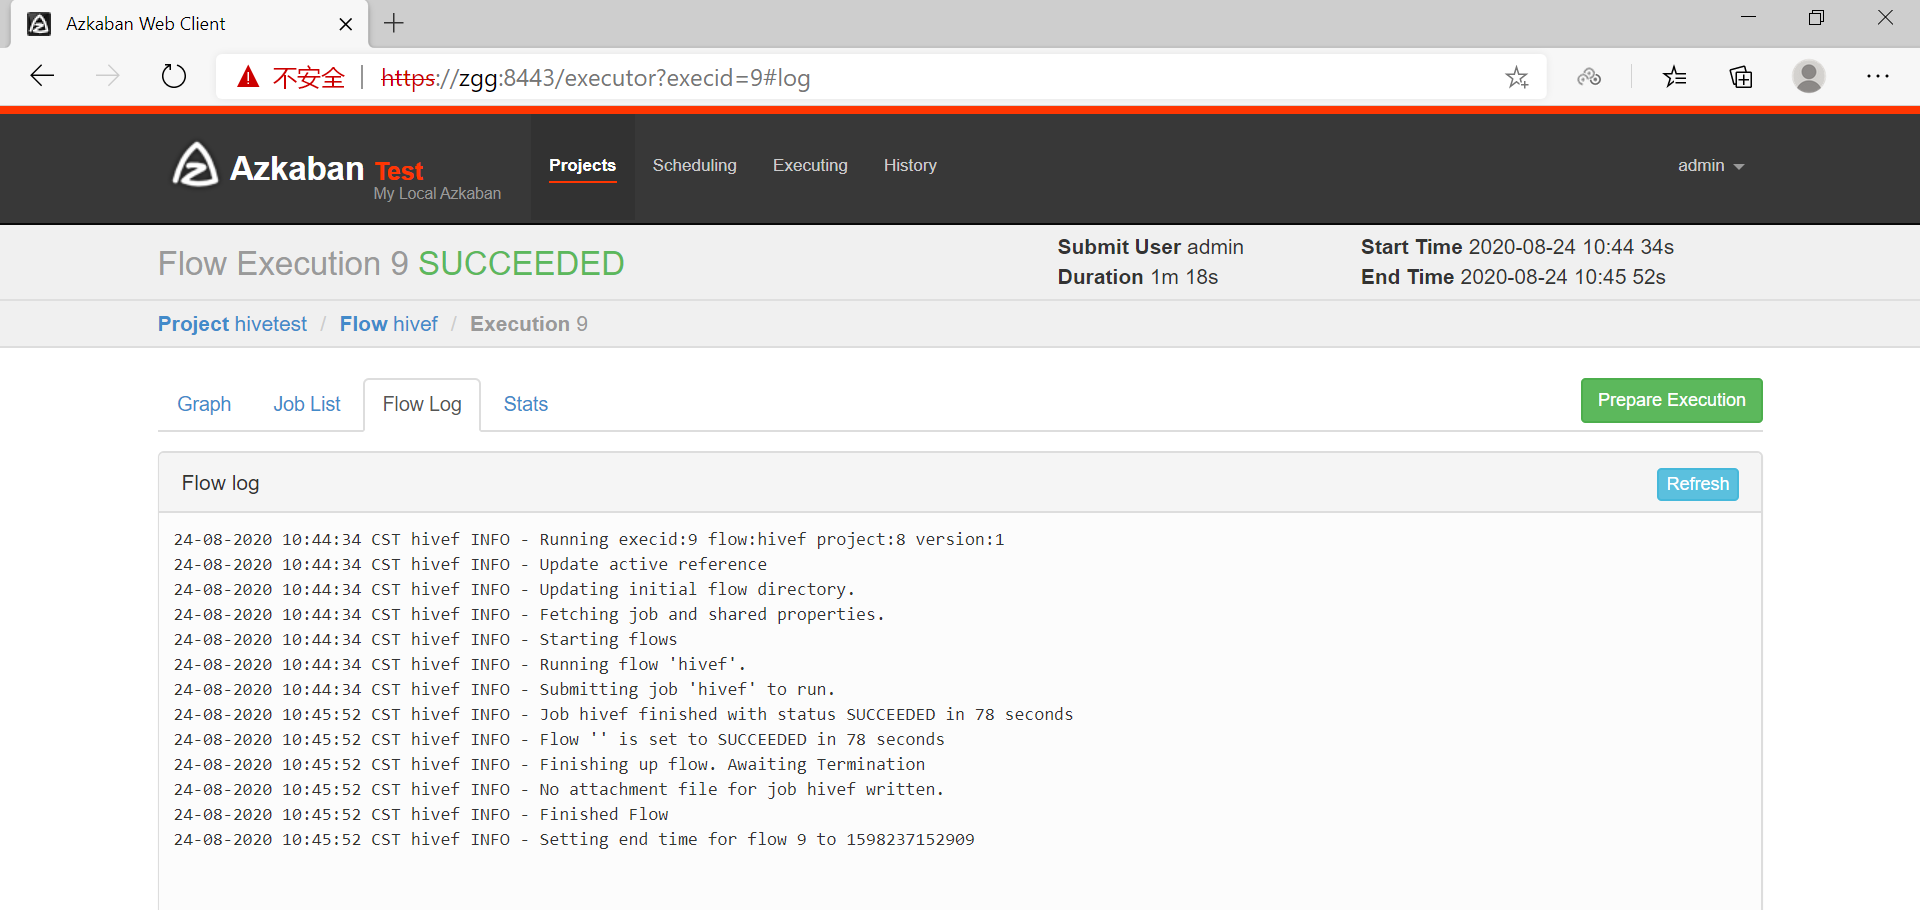 Azkaban Web Client
不安全 https://zgg:8443/executor?execid=9#log
Azkaban Test
My Local Azkaban
Projects Scheduling Executing History admin
Flow Execution 9 SUCCEEDED
Submit User admin
Duration 1m 18s
Start Time 2020-08-24 10:44 34s
End Time 2020-08-24 10:45 52s
Project hivetest / Flow hivef / Execution 9
Graph Job List Flow Log Stats
Prepare Execution
Flow log
Refresh
24-08-2020 10:44:34 CST hivef INFO - Running execid:9 flow:hivef project:8 version:1
24-08-2020 10:44:34 CST hivef INFO - Update active reference
24-08-2020 10:44:34 CST hivef INFO - Updating initial flow directory.
24-08-2020 10:44:34 CST hivef INFO - Fetching job and shared properties.
24-08-2020 10:44:34 CST hivef INFO - Starting flows
24-08-2020 10:44:34 CST hivef INFO - Running flow 'hivef'.
24-08-2020 10:44:34 CST hivef INFO - Submitting job 'hivef' to run.
24-08-2020 10:45:52 CST hivef INFO - Job hivef finished with status SUCCEEDED in 78 seconds
24-08-2020 10:45:52 CST hivef INFO - Flow '' is set to SUCCEEDED in 78 seconds
24-08-2020 10:45:52 CST hivef INFO - Finishing up flow. Awaiting Termination
24-08-2020 10:45:52 CST hivef INFO - No attachment file for job hivef written.
24-08-2020 10:45:52 CST hivef INFO - Finished Flow
24-08-2020 10:45:52 CST hivef INFO - Setting end time for flow 9 to 1598237152909